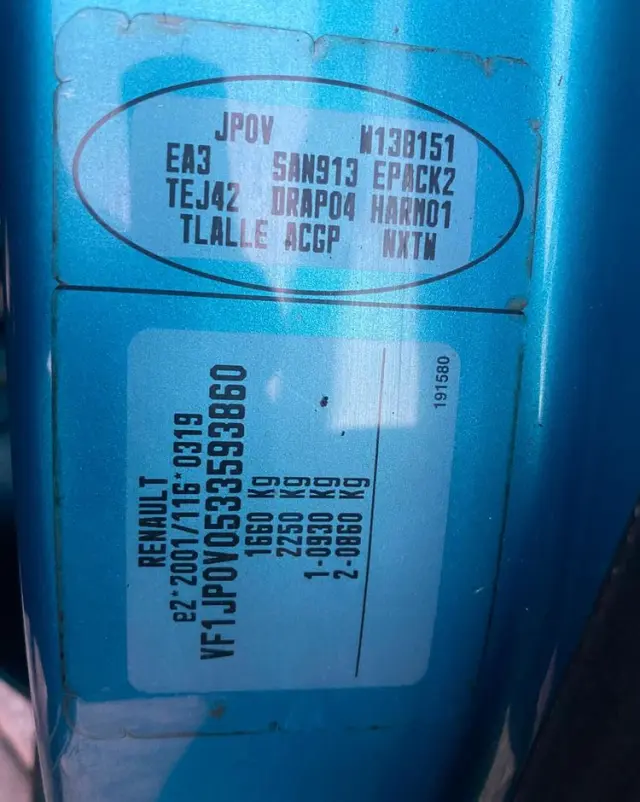 JP0V W138151
EA3 SAN913 EPACK2
TEJ42 DRAP04 HARM01
TLALLE ACGP NXTW
RENAULT
e2*2001/116*0319
VF1JP0V0533593860
1660 Kg
2250 Kg
1-0930 Kg
2-0860 Kg
191580